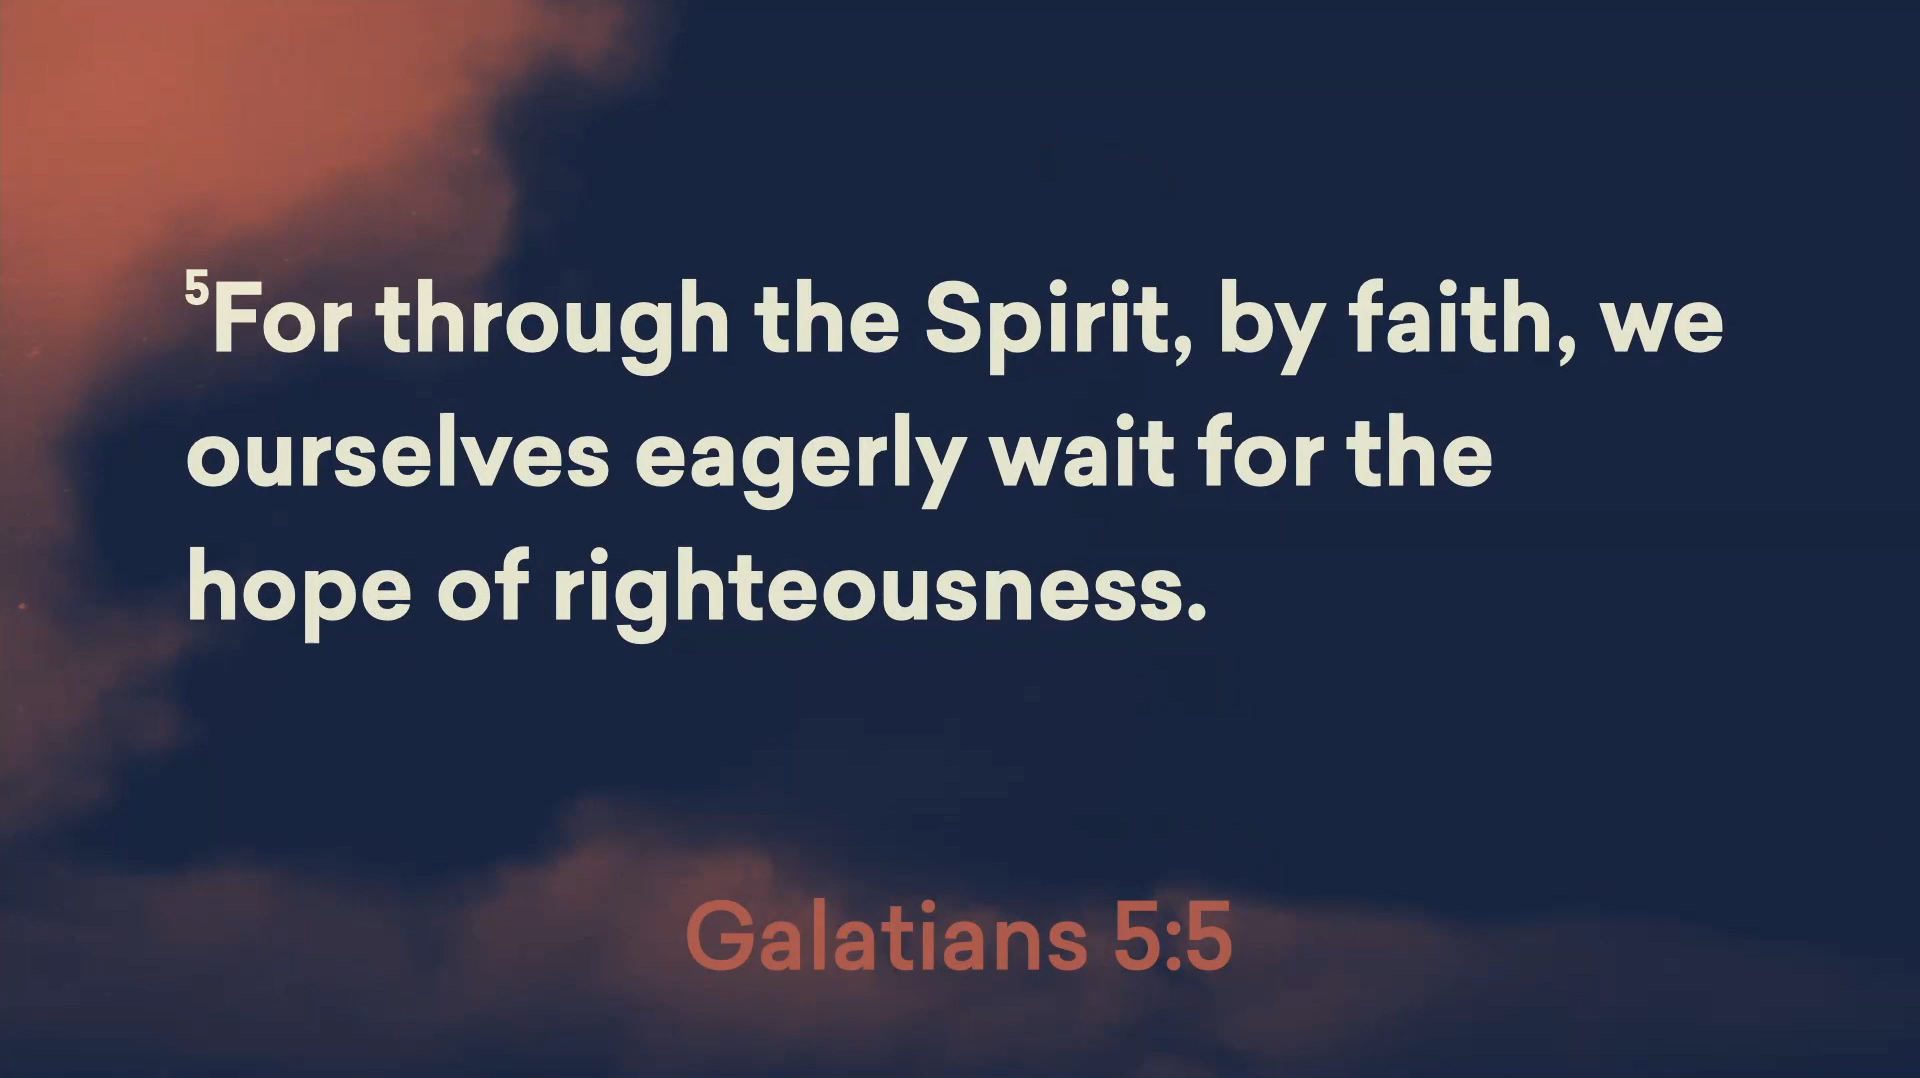 ⁵For through the Spirit, by faith, we
ourselves eagerly wait for the
hope of righteousness.
Galatians 5:5